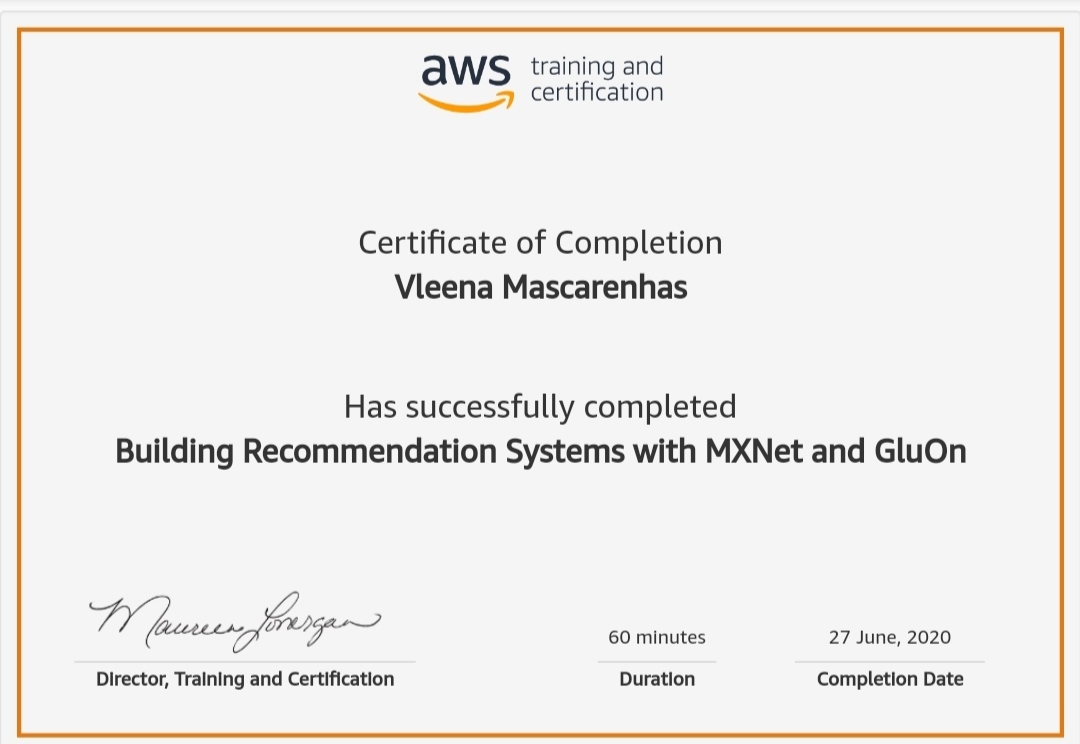 aws training and
certification
Certificate of Completion
Vleena Mascarenhas
Has successfully completed
Building Recommendation Systems with MXNet and GluOn
Maureen Lonergan
60 minutes
27 June, 2020
Director, Training and Certification
Duration
Completion Date